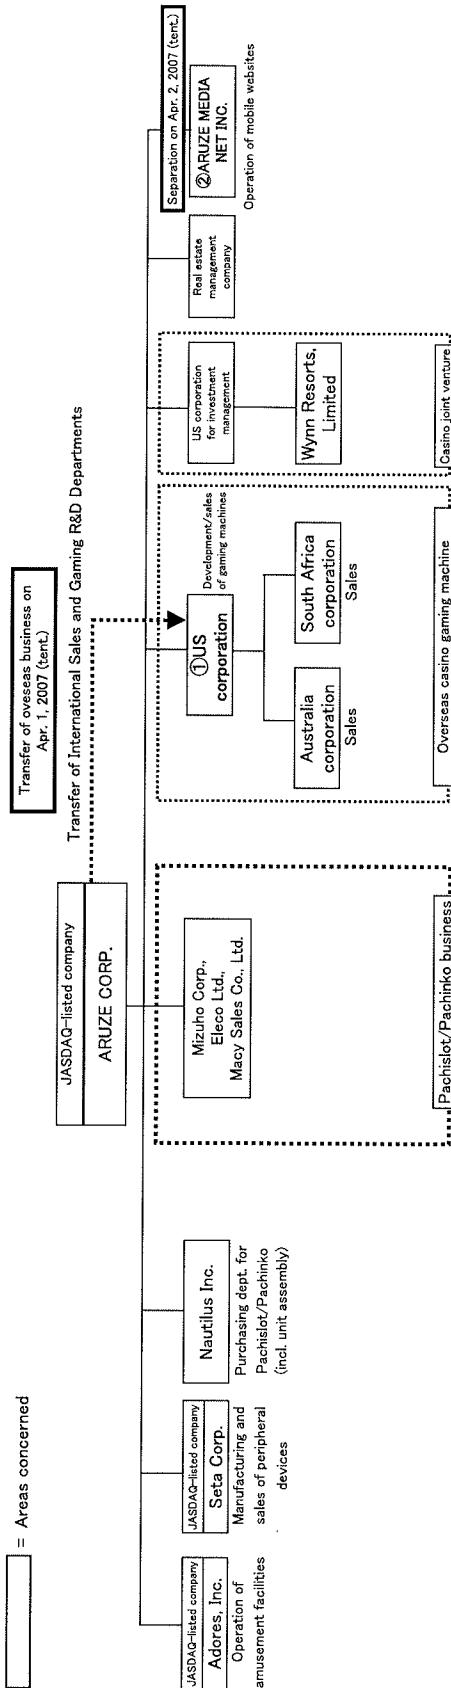 = Areas concerned
Transfer of oveseas business on
Apr. 1, 2007 (tent.)
Transfer of International Sales and Gaming R&D Departments
JASDAQ-listed company
ARUZE CORP.
Separation on Apr. 2, 2007 (tent.)
JASDAQ-listed company
Adores, Inc.
Operation of
amusement facilities
JASDAQ-listed company
Seta Corp.
Manufacturing and
sales of peripheral
devices
Nautilus Inc.
Purchasing dept. for
Pachislot/Pachinko
(incl. unit assembly)
Mizuho Corp.,
Eleco Ltd.,
Macy Sales Co., Ltd.
Pachislot/Pachinko business
①US
corporation
Development/sales
of gaming machines
Australia
corporation
Sales
South Africa
corporation
Sales
Overseas casino gaming machine
US corporation
for investment
management
Wynn Resorts,
Limited
Casino joint venture
Real estate
management
company
②ARUZE MEDIA
NET INC.
Operation of mobile websites